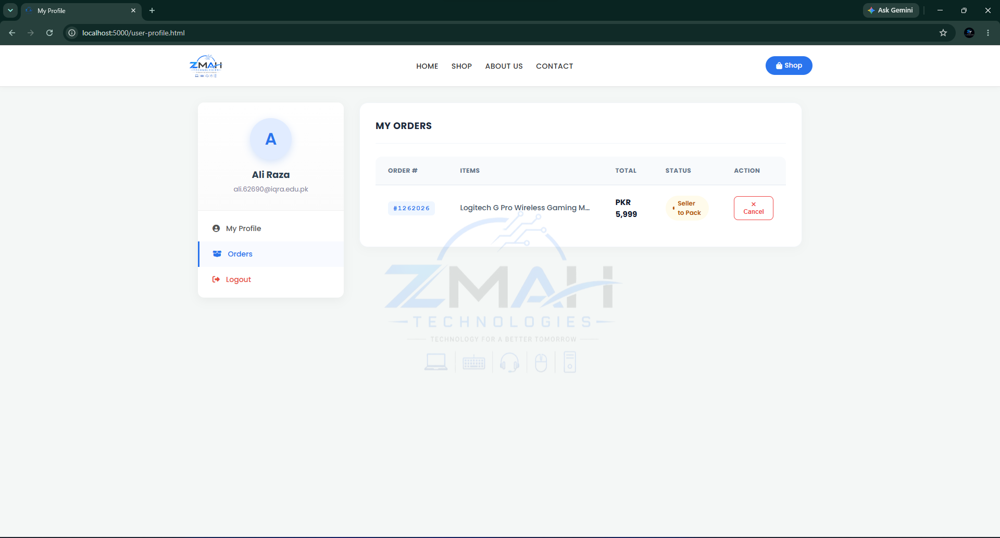 My Profile
Ask Gemini
localhost:5000/user-profile.html
ZMAH
TECHNOLOGIES
HOME
SHOP
ABOUT US
CONTACT
Shop
A
Ali Raza
ali.62690@iqra.edu.pk
My Profile
Orders
Logout
MY ORDERS
ORDER # ITEMS TOTAL STATUS ACTION
#1262026
Logitech G Pro Wireless Gaming M...
PKR
5,999
Seller
to Pack
× Cancel
ZMAH
TECHNOLOGIES
TECHNOLOGY FOR A BETTER TOMORROW